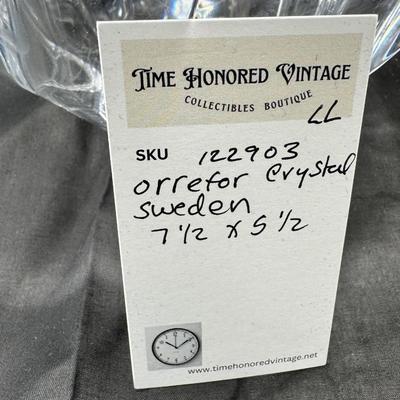 TIME HONORED VINTAGE
COLLECTIBLES BOUTIQUE
LL
SKU 122903
orrefor Crystal
Sweden
7 1/2 x 5 1/2
www.timehonoredvintage.net